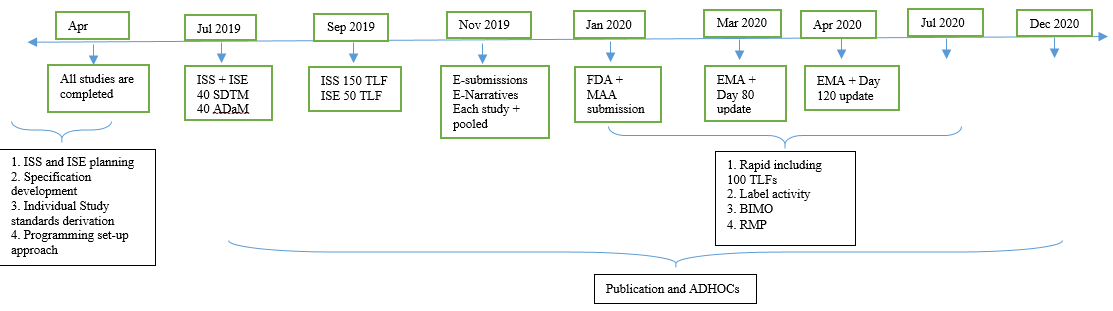 Apr
Jul 2019
Sep 2019
Nov 2019
Jan 2020
Mar 2020
Apr 2020
Jul 2020
Dec 2020
All studies are
completed
ISS + ISE
40 SDTM
40 ADaM
ISS 150 TLF
ISE 50 TLF
E-submissions
E-Narratives
Each study +
pooled
FDA +
MAA
submission
EMA +
Day 80
update
EMA + Day
120 update
1. ISS and ISE planning
2. Specification
development
3. Individual Study
standards derivation
4. Programming set-up
approach
1. Rapid including
100 TLFs
2. Label activity
3. BIMO
4. RMP
Publication and ADHOCs